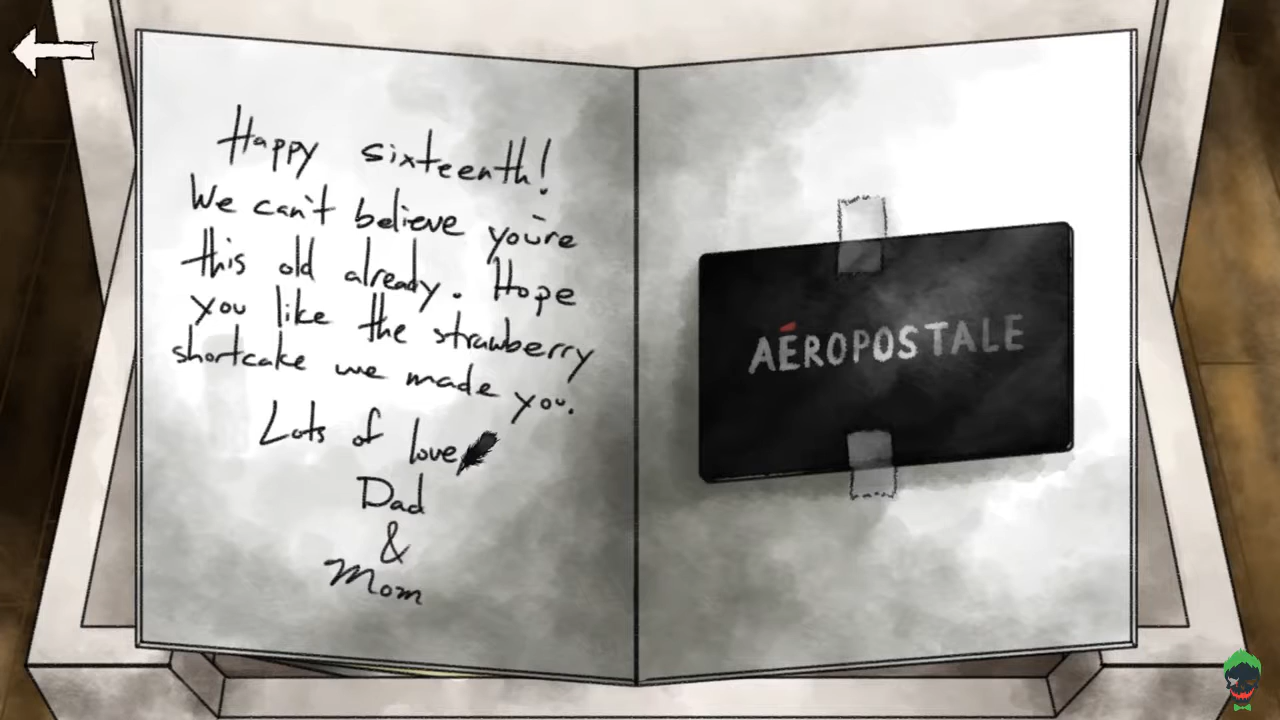 Happy sixteenth!
We can't believe you're
this old already. Hope
you like the strawberry
shortcake we made you.
Lots of love
Dad
&
Mom
AÉROPOSTALE